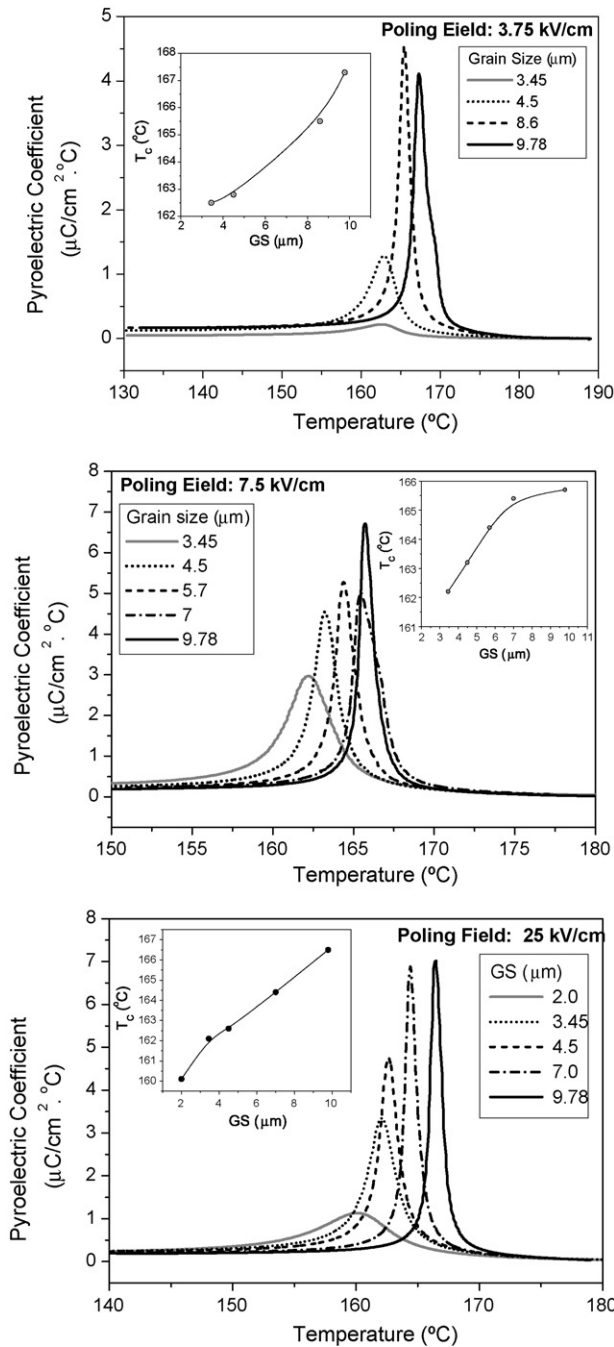 Poling Eield: 3.75 kV/cm
Grain Size (μm)
3.45
4.5
8.6
9.78
168
167
166
165
164
163
162
T_c (°C)
2 4 6 8 10 12
GS (μm)
5
4
3
2
1
0
Pyroelectric Coefficient
(μC/cm².°C)
130 140 150 160 170 180 190
Temperature (ºC)
Poling Eield: 7.5 kV/cm
Grain size (μm)
3.45
4.5
5.7
7
9.78
166
165
164
163
162
161
T_c (°C)
2 3 4 5 6 7 8 9 10 11
GS (μm)
8
7
6
5
4
3
2
1
0
Pyroelectric Coefficient
(μC/cm². °C)
150 155 160 165 170 175 180
Temperature (ºC)
Poling Field: 25 kV/cm
GS (μm)
2.0
3.45
4.5
7.0
9.78
167
166
165
164
163
162
161
160
T_c (°C)
2 4 6 8 10
GS (μm)
8
7
6
5
4
3
2
1
0
Pyroelectric Coefficient
(μC/cm². °C)
140 150 160 170 180
Temperature (ºC)